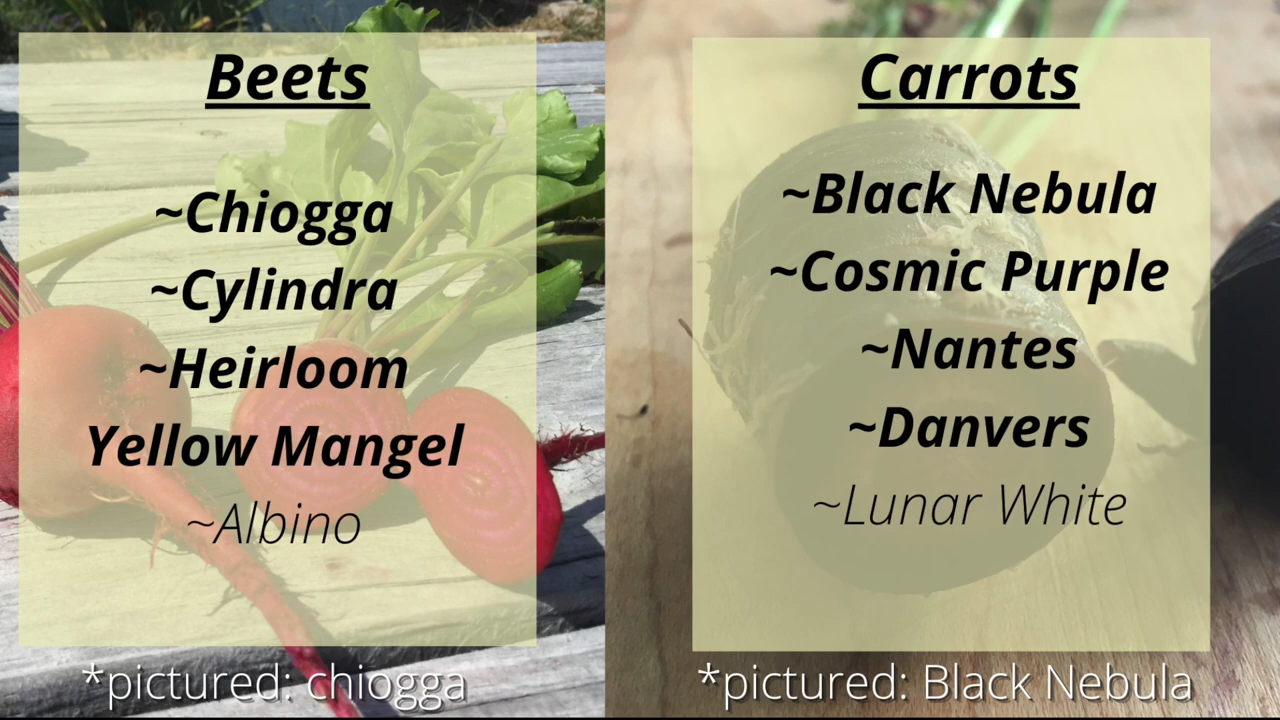 Beets
~Chiogga
~Cylindra
~Heirloom
Yellow Mangel
~Albino
*pictured: chiogga
Carrots
~Black Nebula
~Cosmic Purple
~Nantes
~Danvers
~Lunar White
*pictured: Black Nebula